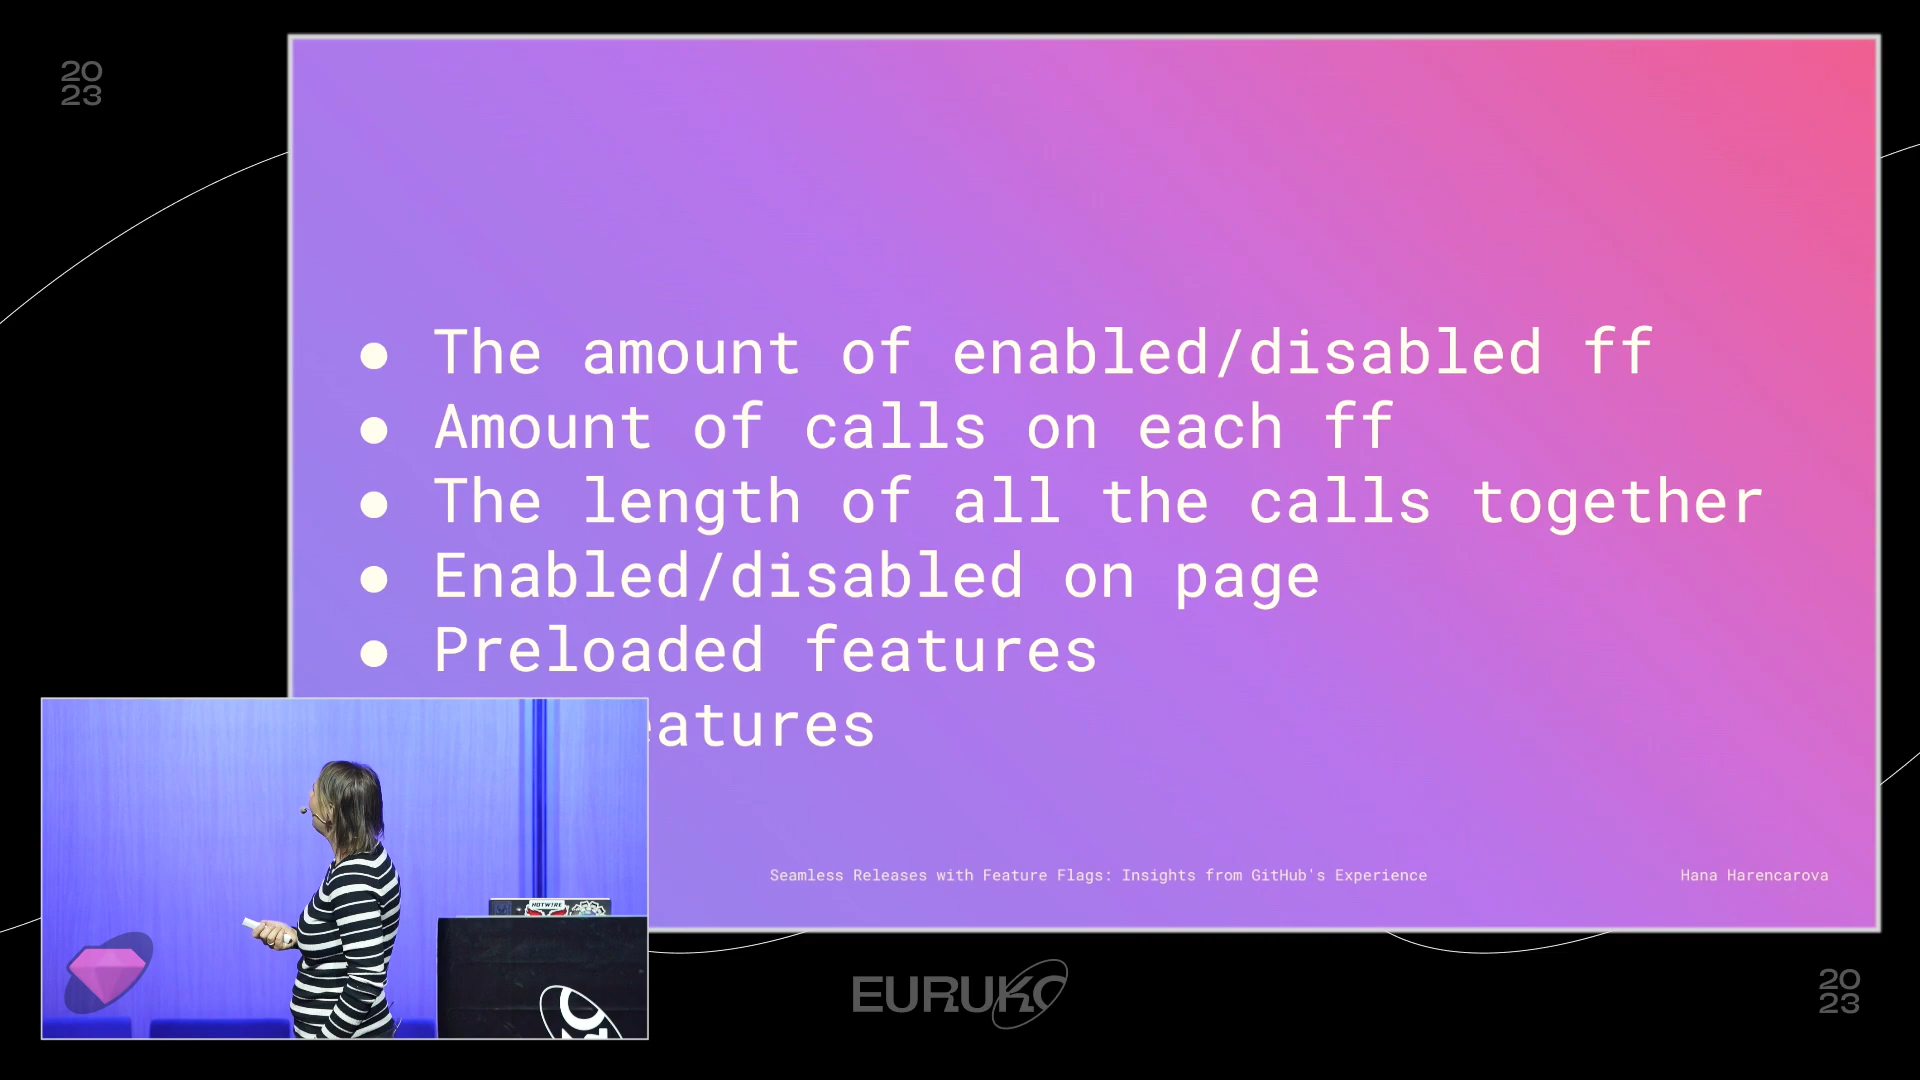 20
23
● The amount of enabled/disabled ff
● Amount of calls on each ff
● The length of all the calls together
● Enabled/disabled on page
● Preloaded features
eatures
Seamless Releases with Feature Flags: Insights from GitHub's Experience
Hana Harencarova
HOTWIRE
EURUKO
20
23